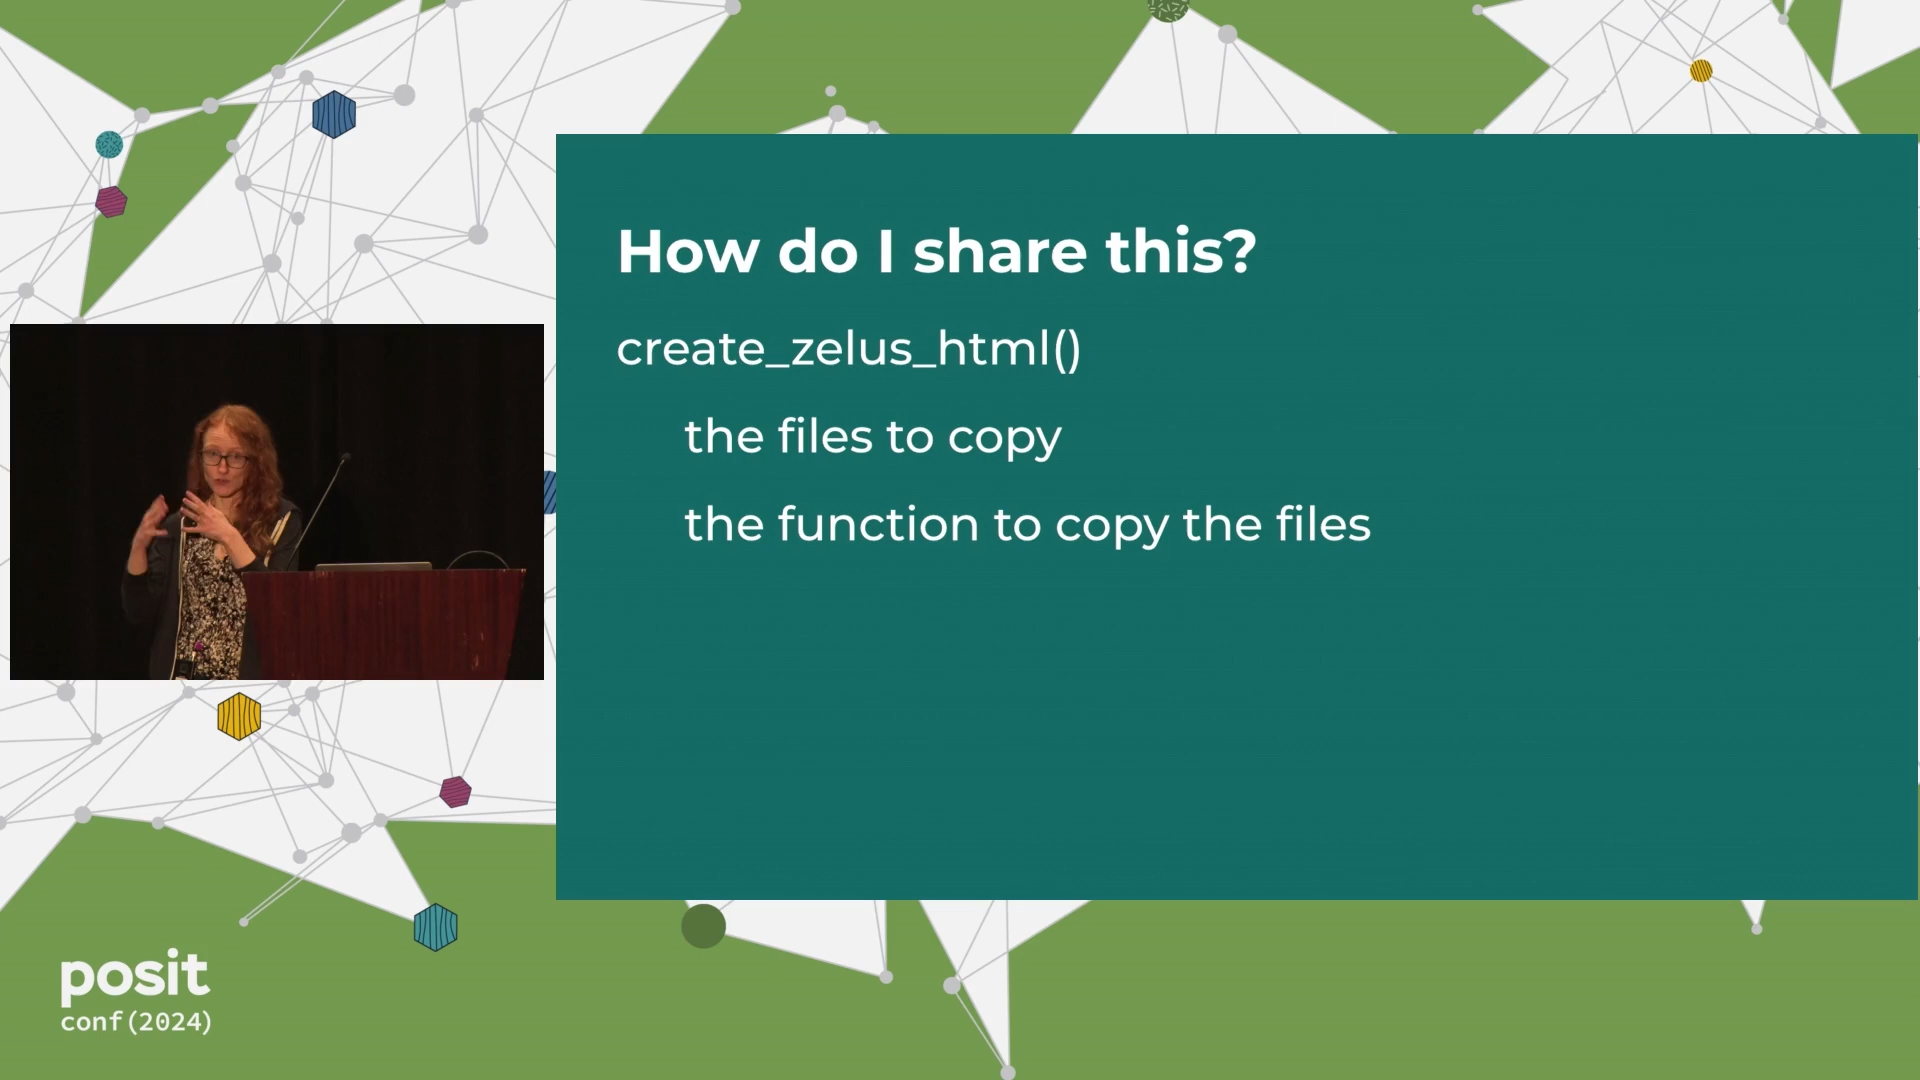 How do I share this?
create_zelus_html()
the files to copy
the function to copy the files
posit
conf(2024)